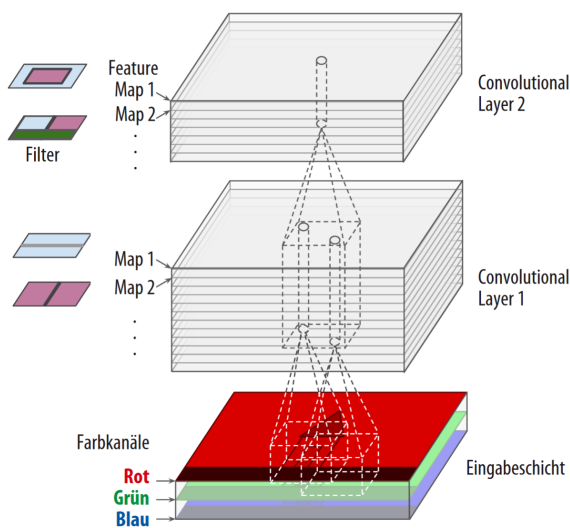 Feature
Map 1
Map 2
.
.
.
Filter
Convolutional
Layer 2
Map 1
Map 2
.
.
.
Convolutional
Layer 1
Farbkanäle
Rot
Grün
Blau
Eingabeschicht